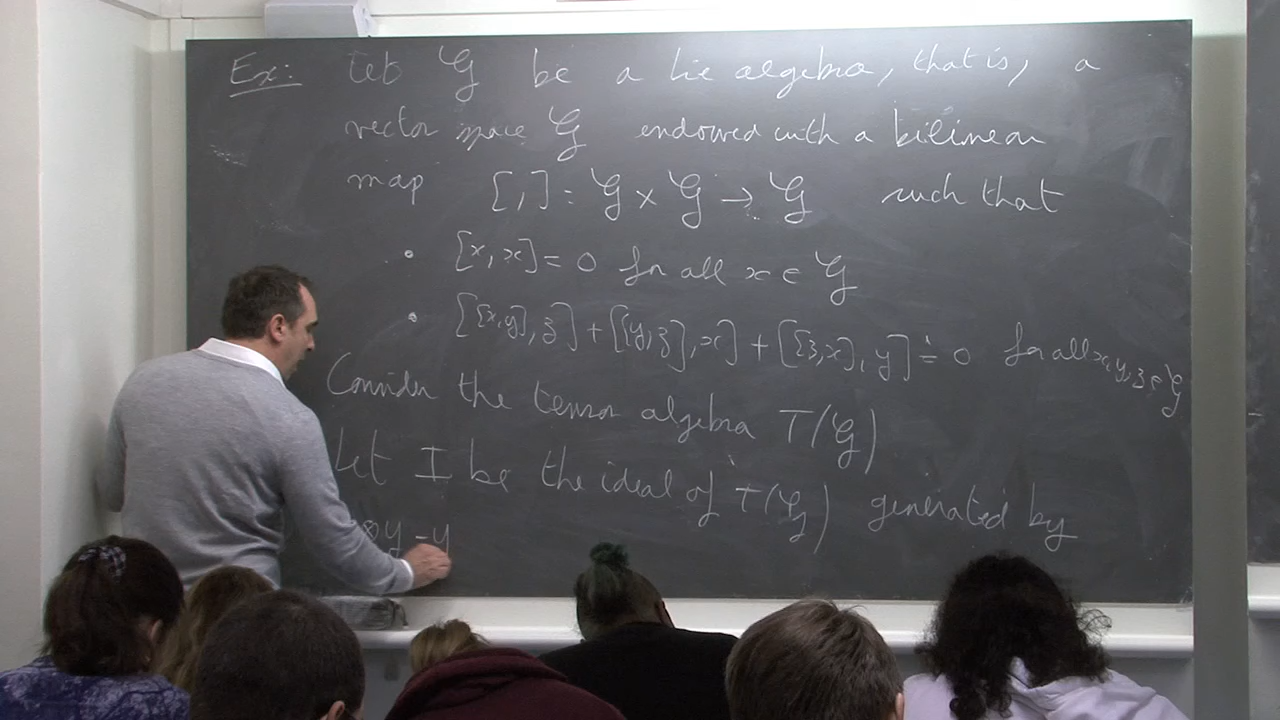 Ex: Let 𝒢 be a Lie algebra, that is, a
vector space 𝒢 endowed with a bilinear
map [,] : 𝒢 × 𝒢 → 𝒢 such that
• [x,x] = 0 for all x ∈ 𝒢
• [[x,y],z] + [[y,z],x] + [[z,x],y] = 0 for all x,y,z ∈ 𝒢
Consider the tensor algebra T(𝒢)
Let I be the ideal of T(𝒢) generated by
⊗ y - y